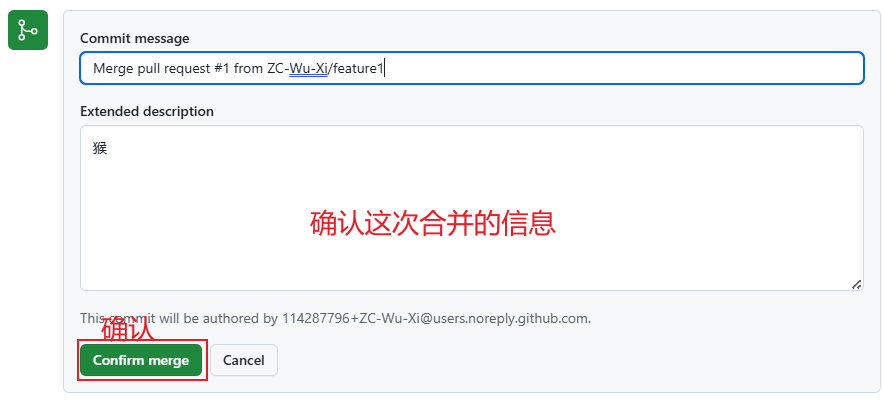 Commit message
Merge pull request #1 from ZC-Wu-Xi/feature1
Extended description
猴
确认这次合并的信息
This commit will be authored by 114287796+ZC-Wu-Xi@users.noreply.github.com.
确认
Confirm merge
Cancel